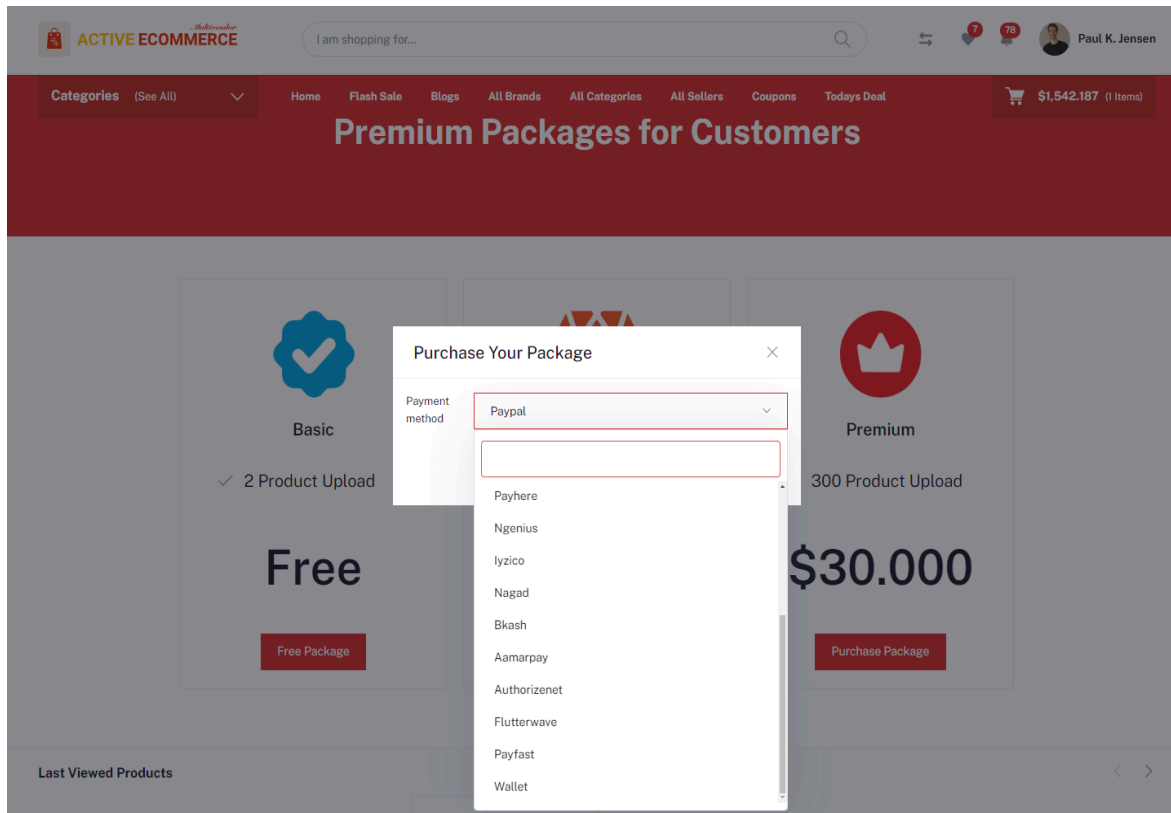 Multivendor
ACTIVE ECOMMERCE
I am shopping for...
7
78
Paul K. Jensen
Categories (See All)
Home Flash Sale Blogs All Brands All Categories All Sellers Coupons Todays Deal
$1,542.187 (1 Items)
Premium Packages for Customers
Purchase Your Package
Payment
method
Paypal
Basic
Premium
2 Product Upload
300 Product Upload
Payhere
Ngenius
Iyzico
Nagad
Bkash
Aamarpay
Authorizenet
Flutterwave
Payfast
Wallet
Free
$30.000
Free Package
Purchase Package
Last Viewed Products